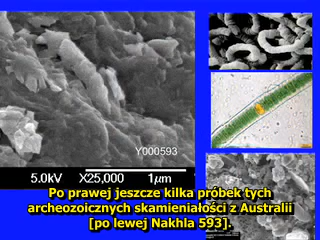 Y000593
5.0kV X25,000 1μm
Po prawej jeszcze kilka próbek tych
archeozoicznych skamieniałości z Australii
[po lewej Nakhla 593].